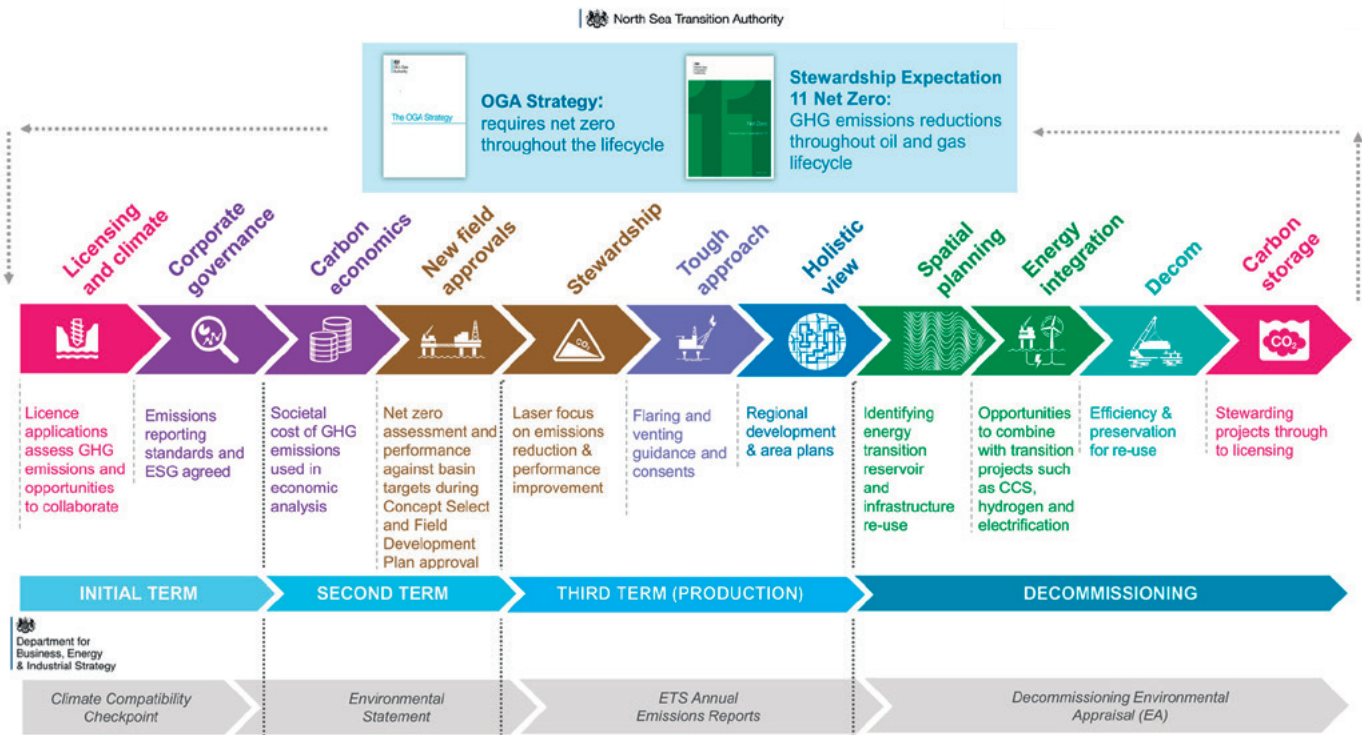 North Sea Transition Authority
The OGA Strategy
OGA Strategy:
requires net zero
throughout the lifecycle
11
Net Zero
Stewardship Expectation
11 Net Zero:
GHG emissions reductions
throughout oil and gas
lifecycle
Licensing
and climate
Corporate
governance
Carbon
economics
New field
approvals
Stewardship
Tough
approach
Holistic
view
Spatial
planning
Energy
integration
Decom
Carbon
storage
CO₂
CO₂
Licence
applications
assess GHG
emissions and
opportunities
to collaborate
Emissions
reporting
standards and
ESG agreed
Societal
cost of GHG
emissions
used in
economic
analysis
Net zero
assessment and
performance
against basin
targets during
Concept Select
and Field
Development
Plan approval
Laser focus
on emissions
reduction &
performance
improvement
Flaring and
venting
guidance and
consents
Regional
development
& area plans
Identifying
energy
transition
reservoir
and
infrastructure
re-use
Opportunities
to combine
with transition
projects such
as CCS,
hydrogen and
electrification
Efficiency &
preservation
for re-use
Stewarding
projects through
to licensing
INITIAL TERM
SECOND TERM
THIRD TERM (PRODUCTION)
DECOMMISSIONING
Department for
Business, Energy
& Industrial Strategy
Climate Compatibility
Checkpoint
Environmental
Statement
ETS Annual
Emissions Reports
Decommissioning Environmental
Appraisal (EA)